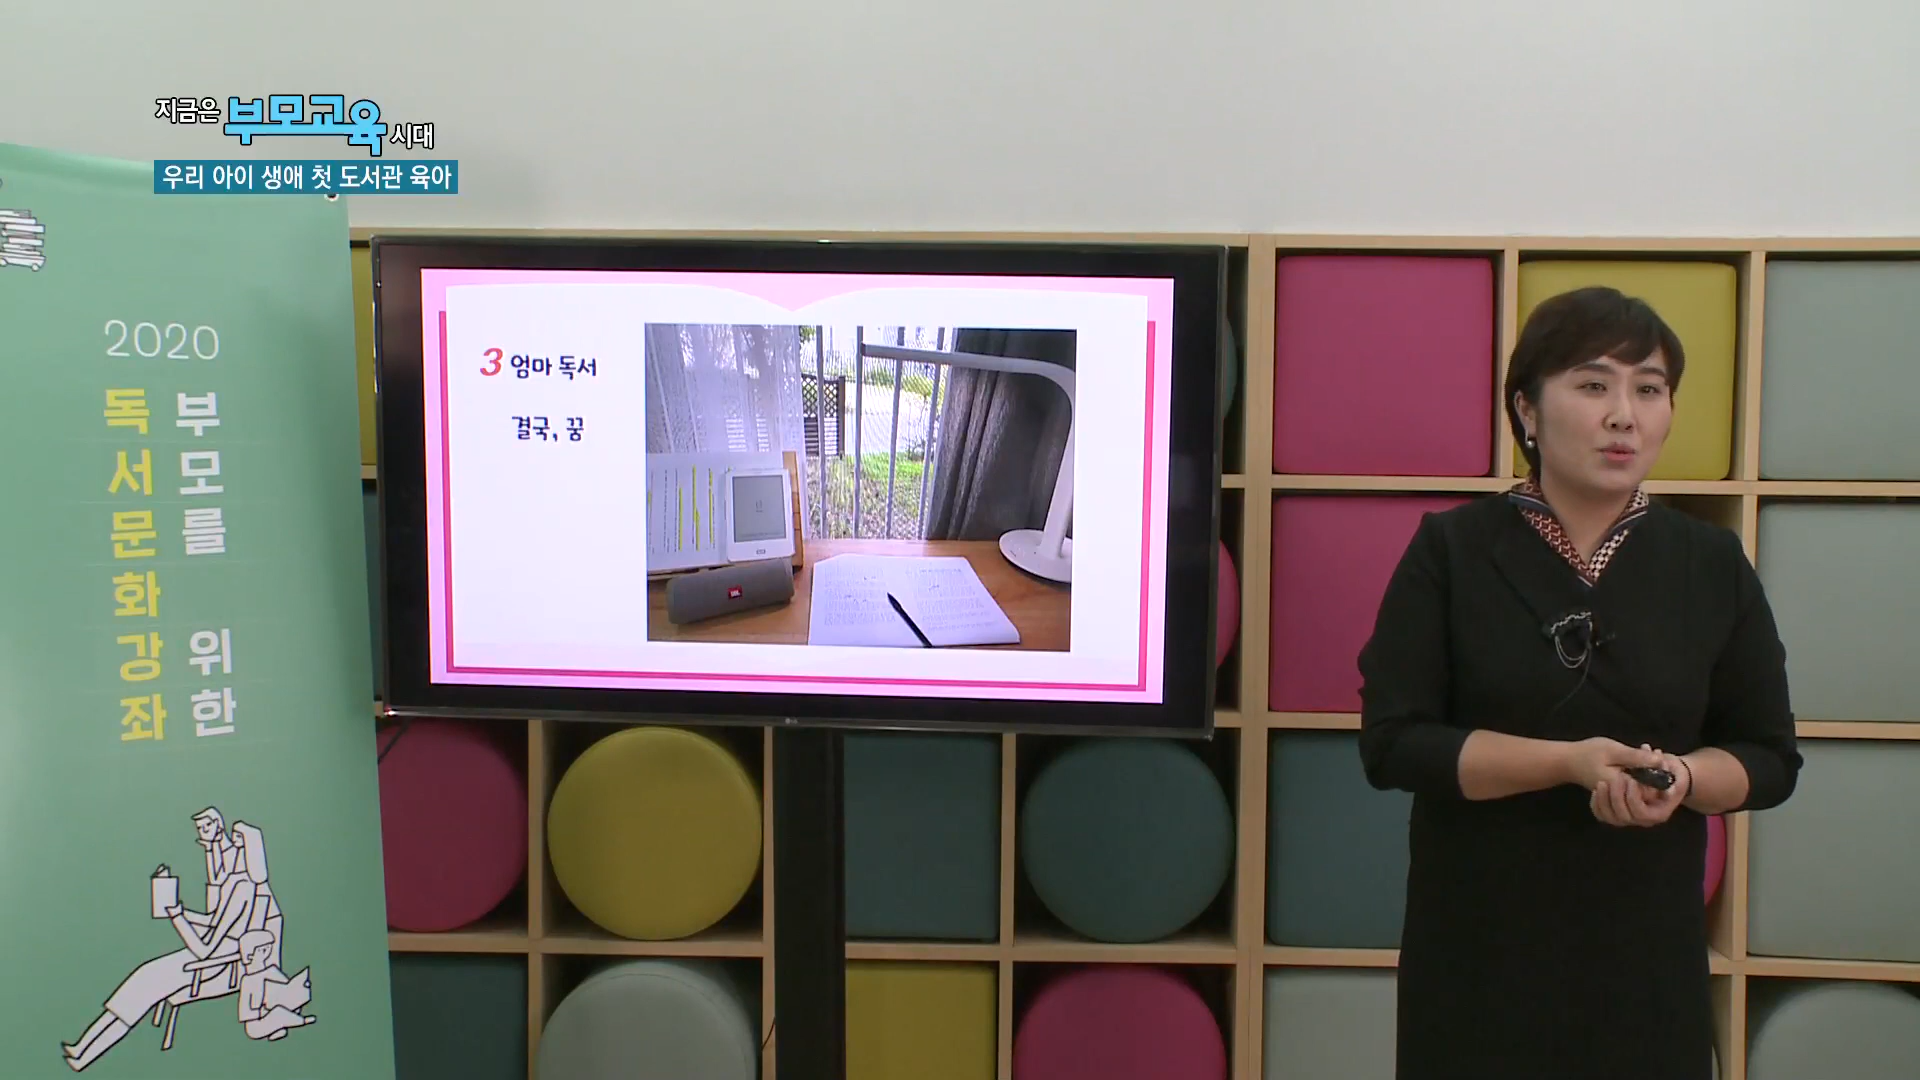 지금은 부모교육 시대
우리 아이 생애 첫 도서관 육아
2020
부모를 위한
독서문화강좌
3 엄마 독서
결국, 꿈
JBL
LG